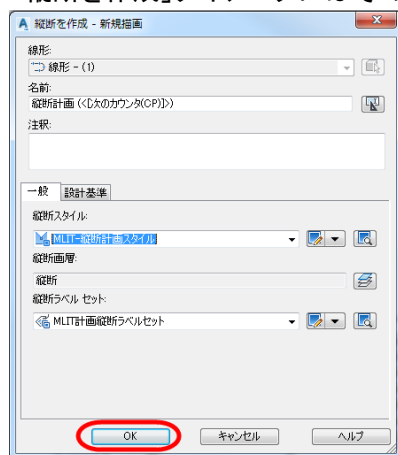 縦断を作成 - 新規描画
線形:
線形 - (1)
名前:
縦断計画 (<[次のカウンタ(CP)]>)
注釈:
一般 設計基準
縦断スタイル:
MLIT-縦断計画スタイル
縦断画層:
縦断
縦断ラベル セット:
MLIT計画縦断ラベルセット
OK キャンセル ヘルプ